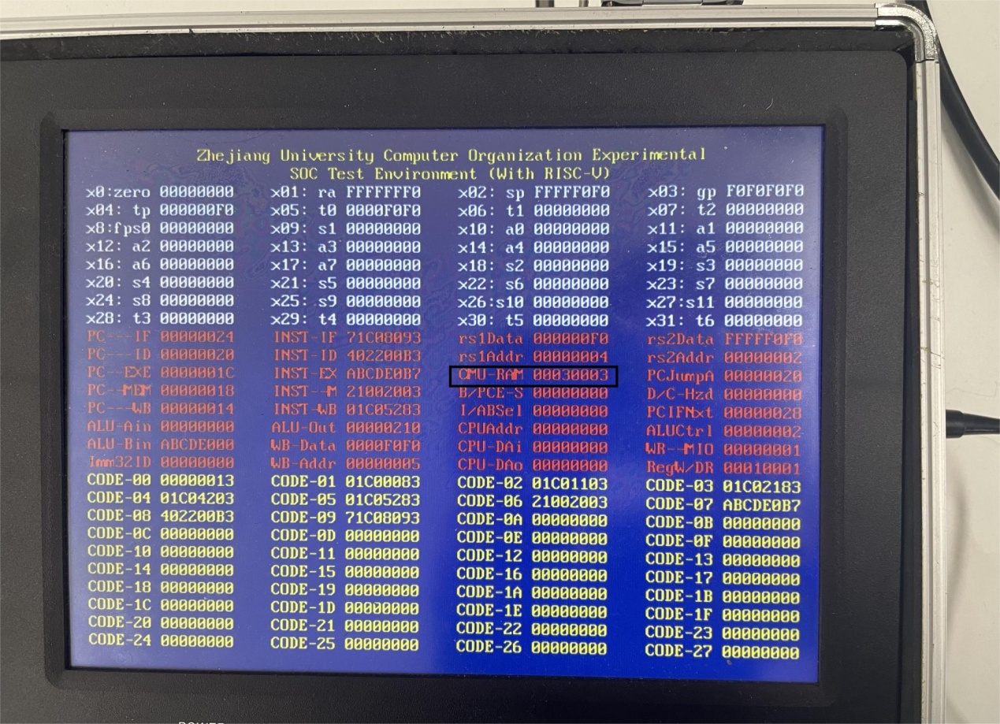 Zhejiang University Computer Organization Experimental
SOC Test Environment (With RISC-V)
x0:zero 00000000 x01: ra FFFFFFF0 x02: sp FFFFF0F0 x03: gp F0F0F0F0
x04: tp 000000F0 x05: t0 0000F0F0 x06: t1 00000000 x07: t2 00000000
x8:fps0 00000000 x09: s1 00000000 x10: a0 00000000 x11: a1 00000000
x12: a2 00000000 x13: a3 00000000 x14: a4 00000000 x15: a5 00000000
x16: a6 00000000 x17: a7 00000000 x18: s2 00000000 x19: s3 00000000
x20: s4 00000000 x21: s5 00000000 x22: s6 00000000 x23: s7 00000000
x24: s8 00000000 x25: s9 00000000 x26:s10 00000000 x27:s11 00000000
x28: t3 00000000 x29: t4 00000000 x30: t5 00000000 x31: t6 00000000
PC---IF 00000024 INST-IF 71C08093 rs1Data 000000F0 rs2Data FFFFF0F0
PC---ID 00000020 INST-ID 402200B3 rs1Addr 00000004 rs2Addr 00000002
PC--EXE 0000001C INST-EX ABCDE0B7 CMU-RAM 00030003 PCJumpA 00000020
PC--MEM 00000018 INST--M 21002003 B/PCE-S 00000000 D/C-Hzd 00000000
PC---WB 00000014 INST-WB 01C05283 I/ABSel 00000000 PCIFNxt 00000028
ALU-Ain 00000000 ALU-Out 00000210 CPUAddr 00000000 ALUCtrl 00000002
ALU-Bin ABCDE000 WB-Data 0000F0F0 CPU-DAi 00000000 WR--MIO 00000001
Imm32ID 00000000 WB-Addr 00000005 CPU-DAo 00000000 RegW/DR 00010001
CODE-00 00000013 CODE-01 01C00083 CODE-02 01C01103 CODE-03 01C02183
CODE-04 01C04203 CODE-05 01C05283 CODE-06 21002003 CODE-07 ABCDE0B7
CODE-08 402200B3 CODE-09 71C08093 CODE-0A 00000000 CODE-0B 00000000
CODE-0C 00000000 CODE-0D 00000000 CODE-0E 00000000 CODE-0F 00000000
CODE-10 00000000 CODE-11 00000000 CODE-12 00000000 CODE-13 00000000
CODE-14 00000000 CODE-15 00000000 CODE-16 00000000 CODE-17 00000000
CODE-18 00000000 CODE-19 00000000 CODE-1A 00000000 CODE-1B 00000000
CODE-1C 00000000 CODE-1D 00000000 CODE-1E 00000000 CODE-1F 00000000
CODE-20 00000000 CODE-21 00000000 CODE-22 00000000 CODE-23 00000000
CODE-24 00000000 CODE-25 00000000 CODE-26 00000000 CODE-27 00000000